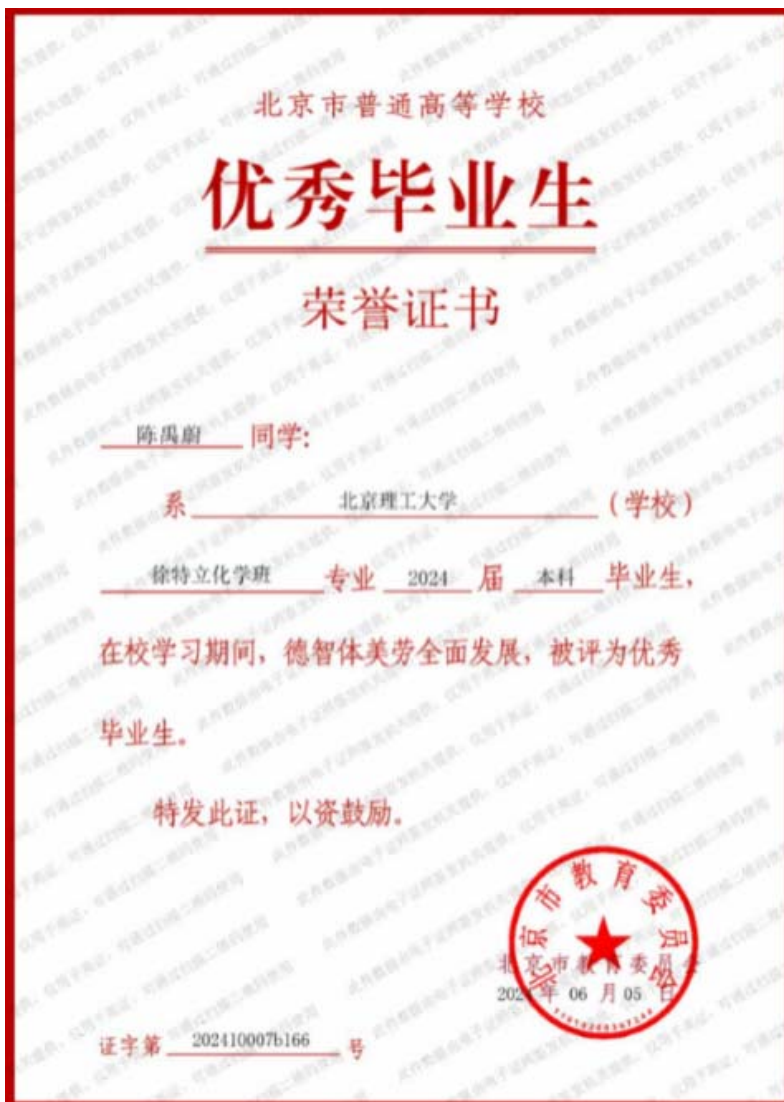 北京市普通高等学校
优秀毕业生
荣誉证书
陈禹蔚 同学:
系 北京理工大学 (学校)
徐特立化学班 专业 2024 届 本科 毕业生,
在校学习期间, 德智体美劳全面发展, 被评为优秀
毕业生。
特发此证, 以资鼓励。
北京市教育委员会
北京市教育委员会
2024年 06 月 05 日
证字第 202410007b166 号